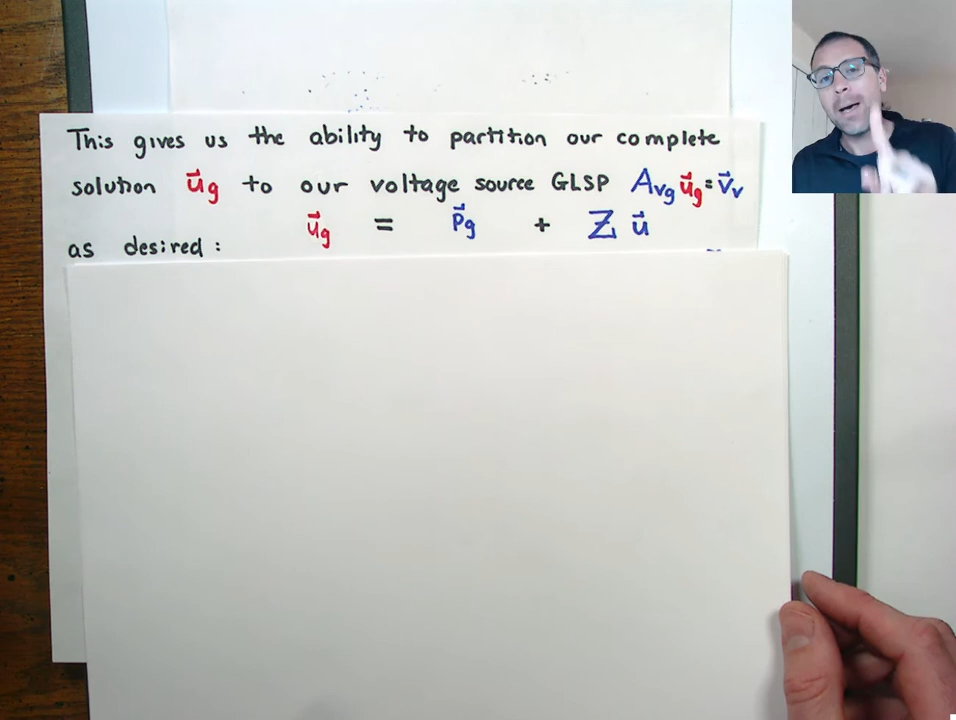 This gives us the ability to partition our complete
solution u⃗g to our voltage source GLSP Avg u⃗g = v⃗v
as desired: u⃗g = p⃗g + Z u⃗